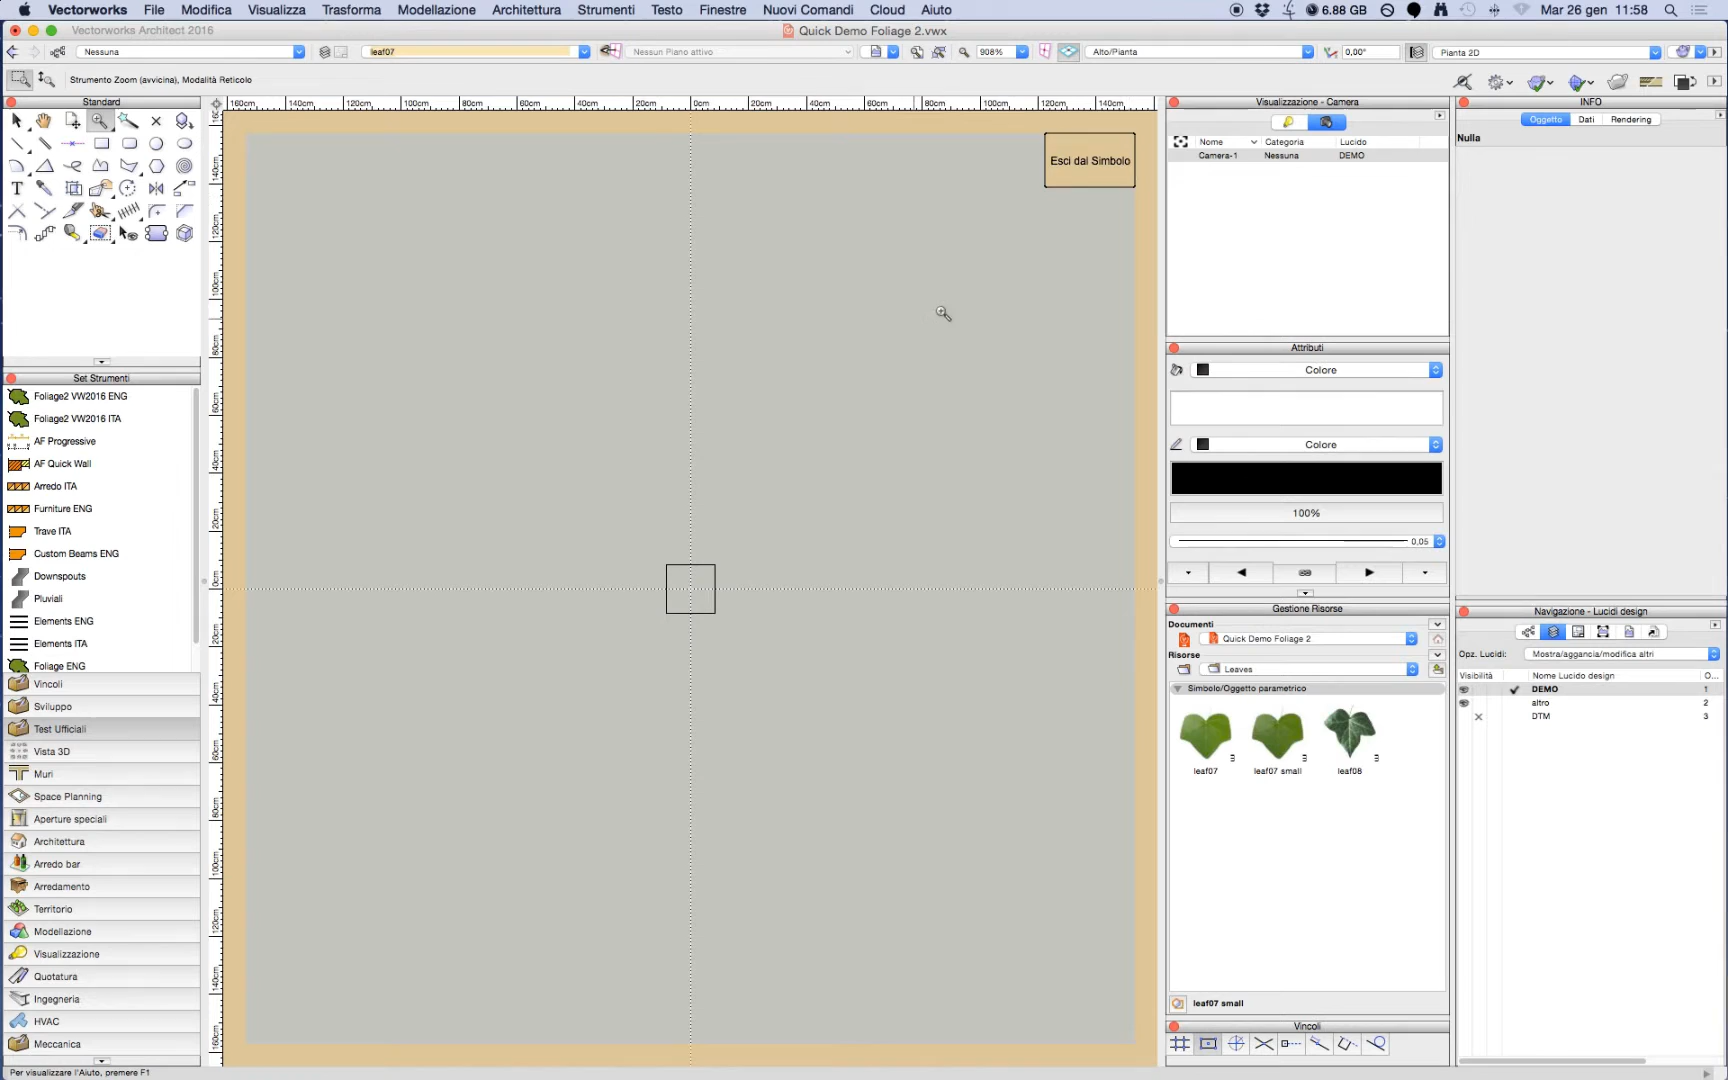 Vectorworks File Modifica Visualizza Trasforma Modellazione Architettura Strumenti Testo Finestre Nuovi Comandi Cloud Aiuto 6.88 GB Mar 26 gen 11:58
Vectorworks Architect 2016 Quick Demo Foliage 2.vwx
Nessuna leaf07 Nessun Piano attivo 908% Alto/Pianta 0,00° Pianta 2D
Strumento Zoom (avvicina), Modalità Reticolo
Standard
160cm 140cm 120cm 100cm 80cm 60cm 40cm 20cm 0cm 20cm 40cm 60cm 80cm 100cm 120cm 140cm
Esci dal Simbolo
Visualizzazione - Camera
Nome Categoria Lucido
Camera-1 Nessuna DEMO
INFO
Oggetto Dati Rendering
Nulla
Set Strumenti
Foliage2 VW2016 ENG
Foliage2 VW2016 ITA
AF Progressive
AF Quick Wall
Arredo ITA
Furniture ENG
Trave ITA
Custom Beams ENG
Downspouts
Pluviali
Elements ENG
Elements ITA
Foliage ENG
Vincoli
Sviluppo
Test Ufficiali
Vista 3D
Muri
Space Planning
Aperture speciali
Architettura
Arredo bar
Arredamento
Territorio
Modellazione
Visualizzazione
Quotatura
Ingegneria
HVAC
Meccanica
Per visualizzare l'Aiuto, premere F1
Attributi
Colore
Colore
100%
0,05
Gestione Risorse
Documenti
Quick Demo Foliage 2
Risorse
Leaves
Simbolo/Oggetto parametrico
leaf07 leaf07 small leaf08
leaf07 small
Vincoli
Navigazione - Lucidi design
Opz. Lucidi: Mostra/aggancia/modifica altri
Visibilità Nome Lucido design O...
DEMO 1
altro 2
DTM 3